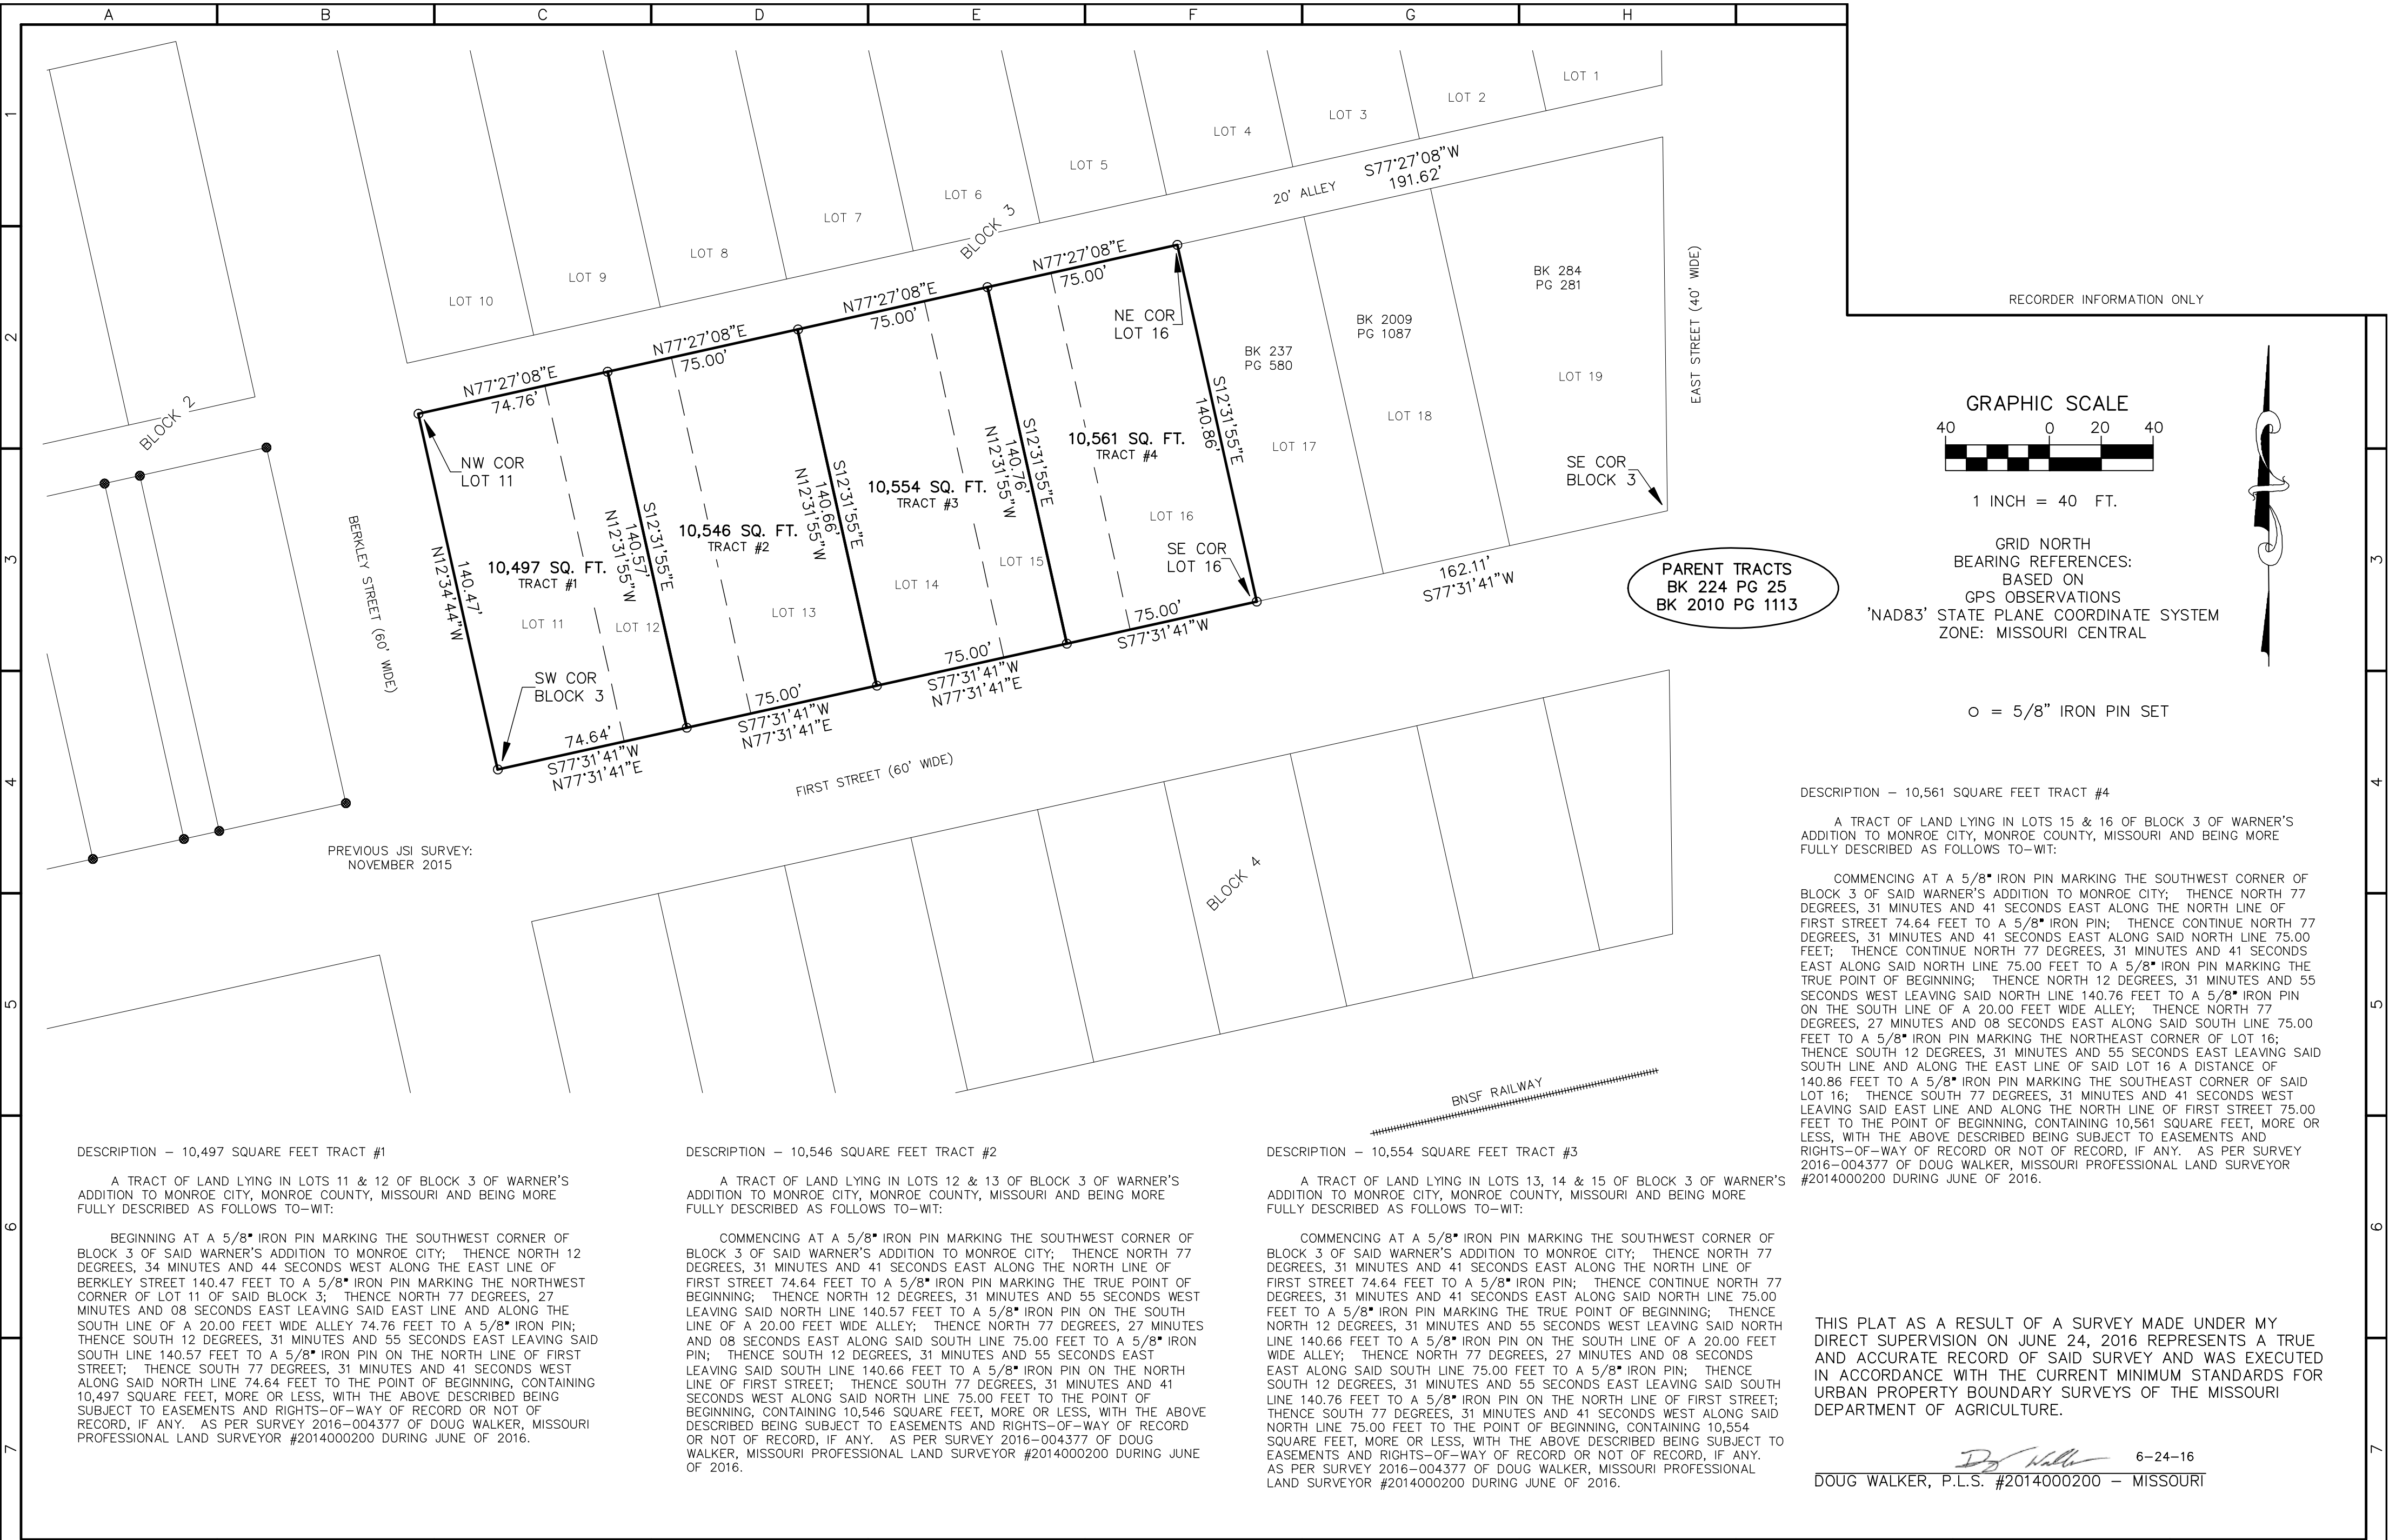 A
B
C
D
E
F
G
H
1
2
3
4
5
6
7
3
4
5
6
7
LOT 1
LOT 2
LOT 3
LOT 4
LOT 5
LOT 6
LOT 7
LOT 8
LOT 9
LOT 10
BLOCK 3
20' ALLEY
S77°27'08"W
191.62'
N77°27'08"E
74.76'
N77°27'08"E
75.00'
N77°27'08"E
75.00'
N77°27'08"E
75.00'
BLOCK 2
NW COR
LOT 11
NE COR
LOT 16
BK 237
PG 580
BK 2009
PG 1087
BK 284
PG 281
LOT 17
LOT 18
LOT 19
EAST STREET (40' WIDE)
BERKLEY STREET (60' WIDE)
N12°34'44"W
140.47'
10,497 SQ. FT.
TRACT #1
LOT 11
LOT 12
S12°31'55"E
140.57'
N12°31'55"W
10,546 SQ. FT.
TRACT #2
LOT 13
S12°31'55"E
140.66'
N12°31'55"W
10,554 SQ. FT.
TRACT #3
LOT 14
LOT 15
S12°31'55"E
140.76'
N12°31'55"W
10,561 SQ. FT.
TRACT #4
LOT 16
S12°31'55"E
140.86'
SE COR
LOT 16
SE COR
BLOCK 3
SW COR
BLOCK 3
74.64'
S77°31'41"W
N77°31'41"E
75.00'
S77°31'41"W
N77°31'41"E
75.00'
S77°31'41"W
N77°31'41"E
75.00'
S77°31'41"W
162.11'
S77°31'41"W
FIRST STREET (60' WIDE)
PREVIOUS JSI SURVEY:
NOVEMBER 2015
BLOCK 4
BNSF RAILWAY
PARENT TRACTS
BK 224 PG 25
BK 2010 PG 1113
RECORDER INFORMATION ONLY
GRAPHIC SCALE
40 0 20 40
1 INCH = 40 FT.
GRID NORTH
BEARING REFERENCES:
BASED ON
GPS OBSERVATIONS
'NAD83' STATE PLANE COORDINATE SYSTEM
ZONE: MISSOURI CENTRAL
O = 5/8" IRON PIN SET
DESCRIPTION – 10,561 SQUARE FEET TRACT #4
A TRACT OF LAND LYING IN LOTS 15 & 16 OF BLOCK 3 OF WARNER'S
ADDITION TO MONROE CITY, MONROE COUNTY, MISSOURI AND BEING MORE
FULLY DESCRIBED AS FOLLOWS TO–WIT:
COMMENCING AT A 5/8" IRON PIN MARKING THE SOUTHWEST CORNER OF
BLOCK 3 OF SAID WARNER'S ADDITION TO MONROE CITY; THENCE NORTH 77
DEGREES, 31 MINUTES AND 41 SECONDS EAST ALONG THE NORTH LINE OF
FIRST STREET 74.64 FEET TO A 5/8" IRON PIN; THENCE CONTINUE NORTH 77
DEGREES, 31 MINUTES AND 41 SECONDS EAST ALONG SAID NORTH LINE 75.00
FEET; THENCE CONTINUE NORTH 77 DEGREES, 31 MINUTES AND 41 SECONDS
EAST ALONG SAID NORTH LINE 75.00 FEET TO A 5/8" IRON PIN MARKING THE
TRUE POINT OF BEGINNING; THENCE NORTH 12 DEGREES, 31 MINUTES AND 55
SECONDS WEST LEAVING SAID NORTH LINE 140.76 FEET TO A 5/8" IRON PIN
ON THE SOUTH LINE OF A 20.00 FEET WIDE ALLEY; THENCE NORTH 77
DEGREES, 27 MINUTES AND 08 SECONDS EAST ALONG SAID SOUTH LINE 75.00
FEET TO A 5/8" IRON PIN MARKING THE NORTHEAST CORNER OF LOT 16;
THENCE SOUTH 12 DEGREES, 31 MINUTES AND 55 SECONDS EAST LEAVING SAID
SOUTH LINE AND ALONG THE EAST LINE OF SAID LOT 16 A DISTANCE OF
140.86 FEET TO A 5/8" IRON PIN MARKING THE SOUTHEAST CORNER OF SAID
LOT 16; THENCE SOUTH 77 DEGREES, 31 MINUTES AND 41 SECONDS WEST
LEAVING SAID EAST LINE AND ALONG THE NORTH LINE OF FIRST STREET 75.00
FEET TO THE POINT OF BEGINNING, CONTAINING 10,561 SQUARE FEET, MORE OR
LESS, WITH THE ABOVE DESCRIBED BEING SUBJECT TO EASEMENTS AND
RIGHTS–OF–WAY OF RECORD OR NOT OF RECORD, IF ANY. AS PER SURVEY
2016–004377 OF DOUG WALKER, MISSOURI PROFESSIONAL LAND SURVEYOR
#2014000200 DURING JUNE OF 2016.
DESCRIPTION – 10,497 SQUARE FEET TRACT #1
A TRACT OF LAND LYING IN LOTS 11 & 12 OF BLOCK 3 OF WARNER'S
ADDITION TO MONROE CITY, MONROE COUNTY, MISSOURI AND BEING MORE
FULLY DESCRIBED AS FOLLOWS TO–WIT:
BEGINNING AT A 5/8" IRON PIN MARKING THE SOUTHWEST CORNER OF
BLOCK 3 OF SAID WARNER'S ADDITION TO MONROE CITY; THENCE NORTH 12
DEGREES, 34 MINUTES AND 44 SECONDS WEST ALONG THE EAST LINE OF
BERKLEY STREET 140.47 FEET TO A 5/8" IRON PIN MARKING THE NORTHWEST
CORNER OF LOT 11 OF SAID BLOCK 3; THENCE NORTH 77 DEGREES, 27
MINUTES AND 08 SECONDS EAST LEAVING SAID EAST LINE AND ALONG THE
SOUTH LINE OF A 20.00 FEET WIDE ALLEY 74.76 FEET TO A 5/8" IRON PIN;
THENCE SOUTH 12 DEGREES, 31 MINUTES AND 55 SECONDS EAST LEAVING SAID
SOUTH LINE 140.57 FEET TO A 5/8" IRON PIN ON THE NORTH LINE OF FIRST
STREET; THENCE SOUTH 77 DEGREES, 31 MINUTES AND 41 SECONDS WEST
ALONG SAID NORTH LINE 74.64 FEET TO THE POINT OF BEGINNING, CONTAINING
10,497 SQUARE FEET, MORE OR LESS, WITH THE ABOVE DESCRIBED BEING
SUBJECT TO EASEMENTS AND RIGHTS–OF–WAY OF RECORD OR NOT OF
RECORD, IF ANY. AS PER SURVEY 2016–004377 OF DOUG WALKER, MISSOURI
PROFESSIONAL LAND SURVEYOR #2014000200 DURING JUNE OF 2016.
DESCRIPTION – 10,546 SQUARE FEET TRACT #2
A TRACT OF LAND LYING IN LOTS 12 & 13 OF BLOCK 3 OF WARNER'S
ADDITION TO MONROE CITY, MONROE COUNTY, MISSOURI AND BEING MORE
FULLY DESCRIBED AS FOLLOWS TO–WIT:
COMMENCING AT A 5/8" IRON PIN MARKING THE SOUTHWEST CORNER OF
BLOCK 3 OF SAID WARNER'S ADDITION TO MONROE CITY; THENCE NORTH 77
DEGREES, 31 MINUTES AND 41 SECONDS EAST ALONG THE NORTH LINE OF
FIRST STREET 74.64 FEET TO A 5/8" IRON PIN MARKING THE TRUE POINT OF
BEGINNING; THENCE NORTH 12 DEGREES, 31 MINUTES AND 55 SECONDS WEST
LEAVING SAID NORTH LINE 140.57 FEET TO A 5/8" IRON PIN ON THE SOUTH
LINE OF A 20.00 FEET WIDE ALLEY; THENCE NORTH 77 DEGREES, 27 MINUTES
AND 08 SECONDS EAST ALONG SAID SOUTH LINE 75.00 FEET TO A 5/8" IRON
PIN; THENCE SOUTH 12 DEGREES, 31 MINUTES AND 55 SECONDS EAST
LEAVING SAID SOUTH LINE 140.66 FEET TO A 5/8" IRON PIN ON THE NORTH
LINE OF FIRST STREET; THENCE SOUTH 77 DEGREES, 31 MINUTES AND 41
SECONDS WEST ALONG SAID NORTH LINE 75.00 FEET TO THE POINT OF
BEGINNING, CONTAINING 10,546 SQUARE FEET, MORE OR LESS, WITH THE ABOVE
DESCRIBED BEING SUBJECT TO EASEMENTS AND RIGHTS–OF–WAY OF RECORD
OR NOT OF RECORD, IF ANY. AS PER SURVEY 2016–004377 OF DOUG
WALKER, MISSOURI PROFESSIONAL LAND SURVEYOR #2014000200 DURING JUNE
OF 2016.
DESCRIPTION – 10,554 SQUARE FEET TRACT #3
A TRACT OF LAND LYING IN LOTS 13, 14 & 15 OF BLOCK 3 OF WARNER'S
ADDITION TO MONROE CITY, MONROE COUNTY, MISSOURI AND BEING MORE
FULLY DESCRIBED AS FOLLOWS TO–WIT:
COMMENCING AT A 5/8" IRON PIN MARKING THE SOUTHWEST CORNER OF
BLOCK 3 OF SAID WARNER'S ADDITION TO MONROE CITY; THENCE NORTH 77
DEGREES, 31 MINUTES AND 41 SECONDS EAST ALONG THE NORTH LINE OF
FIRST STREET 74.64 FEET TO A 5/8" IRON PIN; THENCE CONTINUE NORTH 77
DEGREES, 31 MINUTES AND 41 SECONDS EAST ALONG SAID NORTH LINE 75.00
FEET TO A 5/8" IRON PIN MARKING THE TRUE POINT OF BEGINNING; THENCE
NORTH 12 DEGREES, 31 MINUTES AND 55 SECONDS WEST LEAVING SAID NORTH
LINE 140.66 FEET TO A 5/8" IRON PIN ON THE SOUTH LINE OF A 20.00 FEET
WIDE ALLEY; THENCE NORTH 77 DEGREES, 27 MINUTES AND 08 SECONDS
EAST ALONG SAID SOUTH LINE 75.00 FEET TO A 5/8" IRON PIN; THENCE
SOUTH 12 DEGREES, 31 MINUTES AND 55 SECONDS EAST LEAVING SAID SOUTH
LINE 140.76 FEET TO A 5/8" IRON PIN ON THE NORTH LINE OF FIRST STREET;
THENCE SOUTH 77 DEGREES, 31 MINUTES AND 41 SECONDS WEST ALONG SAID
NORTH LINE 75.00 FEET TO THE POINT OF BEGINNING, CONTAINING 10,554
SQUARE FEET, MORE OR LESS, WITH THE ABOVE DESCRIBED BEING SUBJECT TO
EASEMENTS AND RIGHTS–OF–WAY OF RECORD OR NOT OF RECORD, IF ANY.
AS PER SURVEY 2016–004377 OF DOUG WALKER, MISSOURI PROFESSIONAL
LAND SURVEYOR #2014000200 DURING JUNE OF 2016.
THIS PLAT AS A RESULT OF A SURVEY MADE UNDER MY
DIRECT SUPERVISION ON JUNE 24, 2016 REPRESENTS A TRUE
AND ACCURATE RECORD OF SAID SURVEY AND WAS EXECUTED
IN ACCORDANCE WITH THE CURRENT MINIMUM STANDARDS FOR
URBAN PROPERTY BOUNDARY SURVEYS OF THE MISSOURI
DEPARTMENT OF AGRICULTURE.
6–24–16
DOUG WALKER, P.L.S. #2014000200 – MISSOURI